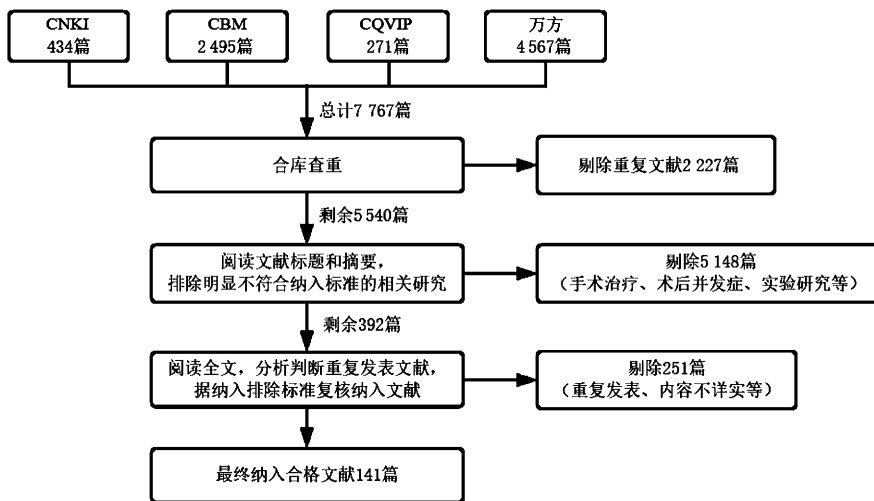 CNKI
434篇
CBM
2 495篇
CQVIP
271篇
万方
4 567篇
总计7 767篇
合库查重
剔除重复文献2 227篇
剩余5 540篇
阅读文献标题和摘要，
排除明显不符合纳入标准的相关研究
剔除5 148篇
（手术治疗、术后并发症、实验研究等）
剩余392篇
阅读全文，分析判断重复发表文献，
据纳入排除标准复核纳入文献
剔除251篇
（重复发表、内容不详实等）
最终纳入合格文献141篇